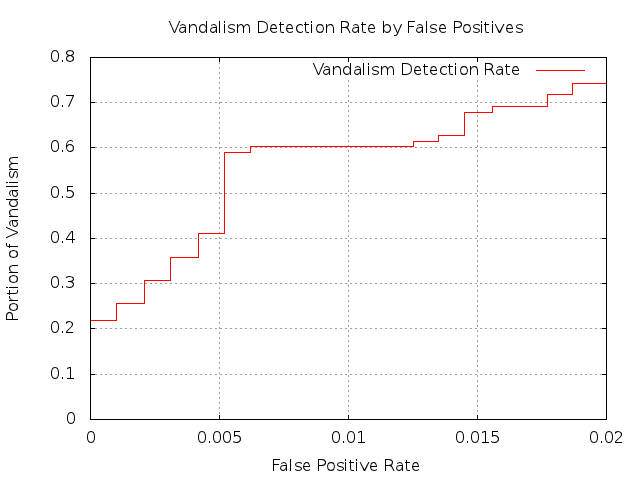 Vandalism Detection Rate by False Positives
Vandalism Detection Rate
0.8
0.7
0.6
0.5
0.4
0.3
0.2
0.1
0
Portion of Vandalism
0 0.005 0.01 0.015 0.02
False Positive Rate